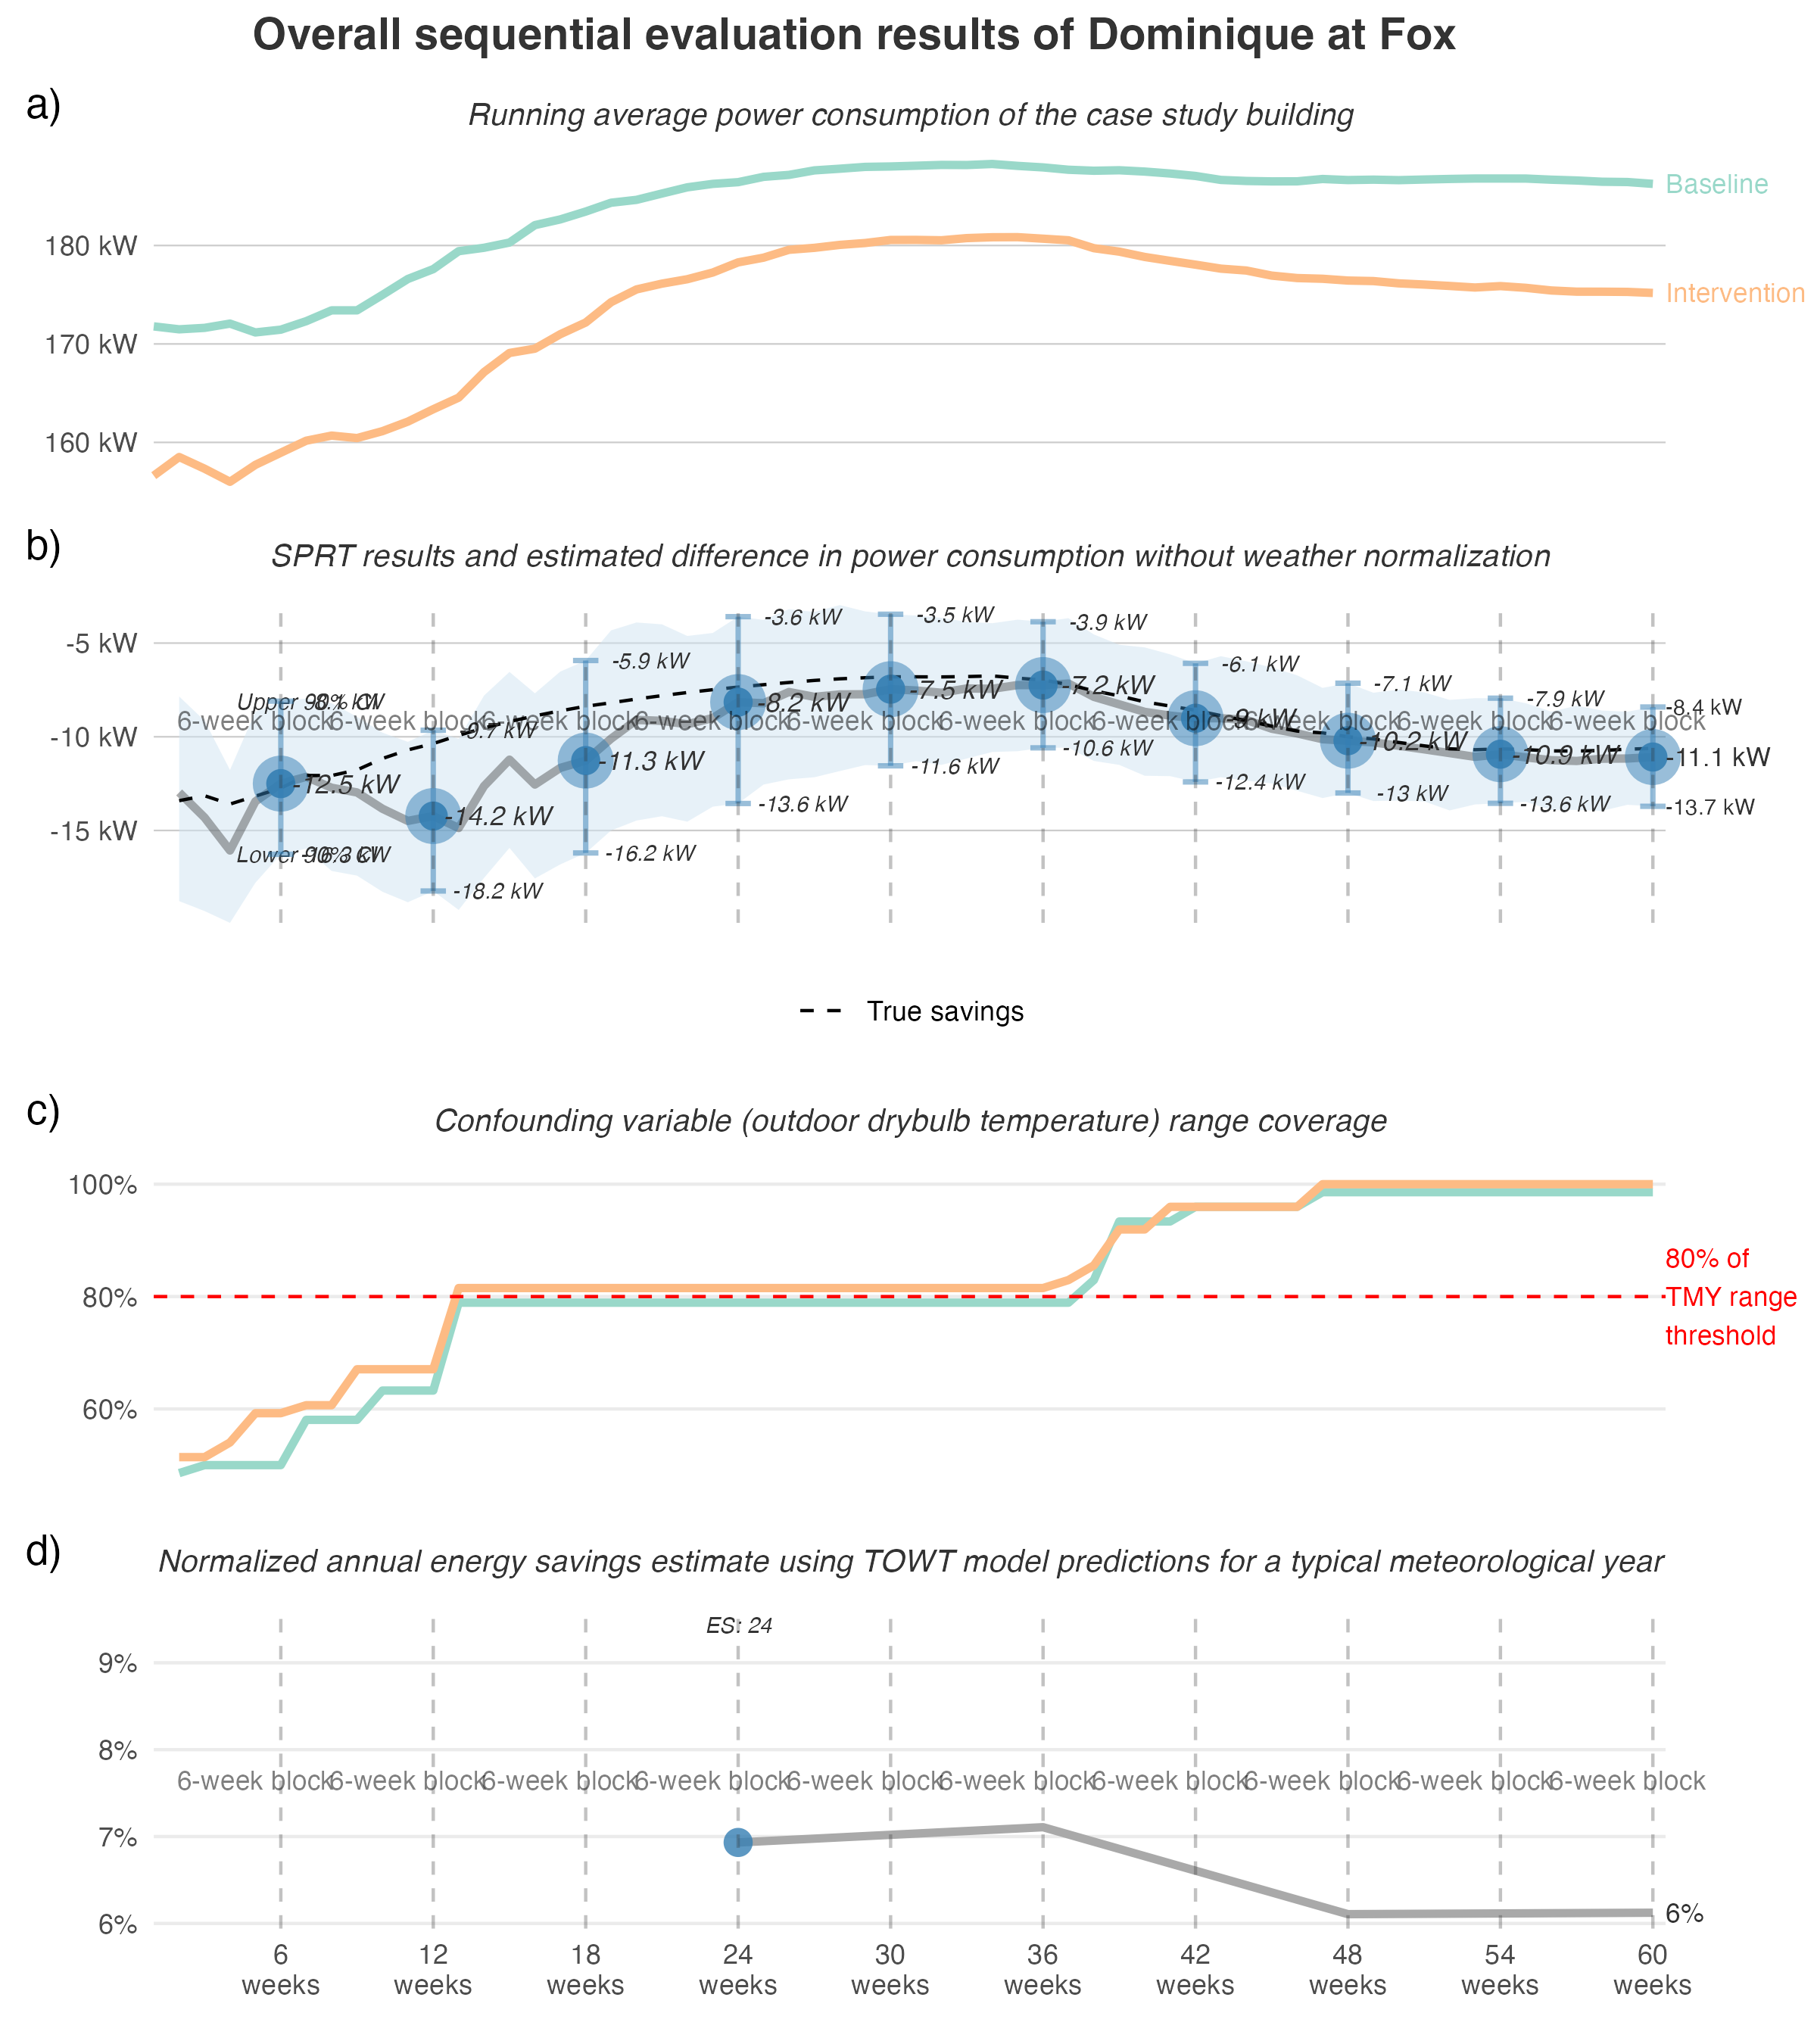 Overall sequential evaluation results of Dominique at Fox
a)
Running average power consumption of the case study building
Baseline
180 kW
Intervention
170 kW
160 kW
b)
SPRT results and estimated difference in power consumption without weather normalization
-3.6 kW
-3.5 kW
-3.9 kW
-5 kW
-5.9 kW
-6.1 kW
-7.1 kW
-7.2 kW
-7.5 kW
-7.9 kW
Upper 90% CI
-8% kW
-8.2 kW
-8.4 kW
6-week block 6-week block 6-week block 6-week block 6-week block 6-week block 6-week block 6-week block 6-week block 6-week block
-9 kW
-9.7 kW
-10 kW
-10.2 kW
-10.6 kW
-10.9 kW
-11.1 kW
-11.3 kW
-11.6 kW
-12.4 kW
-12.5 kW
-13 kW
-13.6 kW
-13.6 kW
-13.7 kW
-14.2 kW
-15 kW
Lower 90% CI
-16.3 kW
-16.2 kW
-18.2 kW
True savings
c)
Confounding variable (outdoor drybulb temperature) range coverage
100%
80%
60%
80% of
TMY range
threshold
d)
Normalized annual energy savings estimate using TOWT model predictions for a typical meteorological year
ES: 24
9%
8%
6-week block 6-week block 6-week block 6-week block 6-week block 6-week block 6-week block 6-week block 6-week block 6-week block
7%
6%
6%
6 12 18 24 30 36 42 48 54 60
weeks weeks weeks weeks weeks weeks weeks weeks weeks weeks